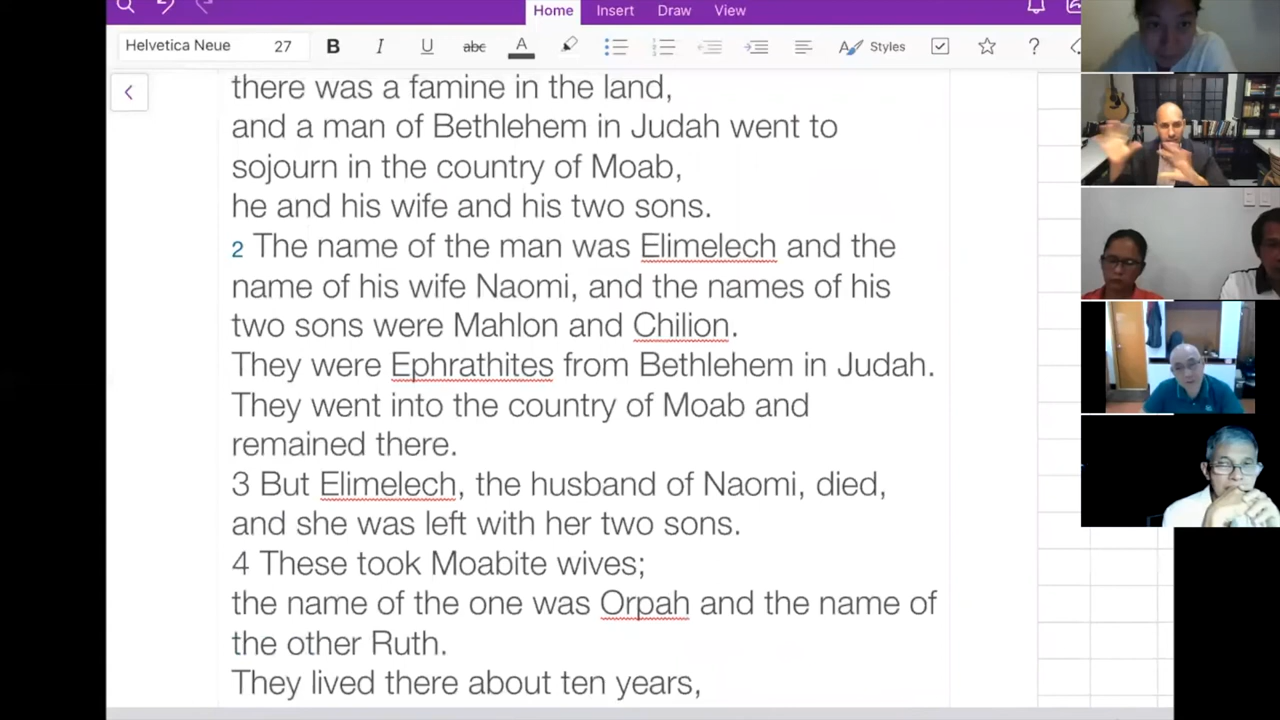 Home Insert Draw View
Helvetica Neue 27 B I U abc A Styles ?
there was a famine in the land,
and a man of Bethlehem in Judah went to
sojourn in the country of Moab,
he and his wife and his two sons.
2 The name of the man was Elimelech and the
name of his wife Naomi, and the names of his
two sons were Mahlon and Chilion.
They were Ephrathites from Bethlehem in Judah.
They went into the country of Moab and
remained there.
3 But Elimelech, the husband of Naomi, died,
and she was left with her two sons.
4 These took Moabite wives;
the name of the one was Orpah and the name of
the other Ruth.
They lived there about ten years,